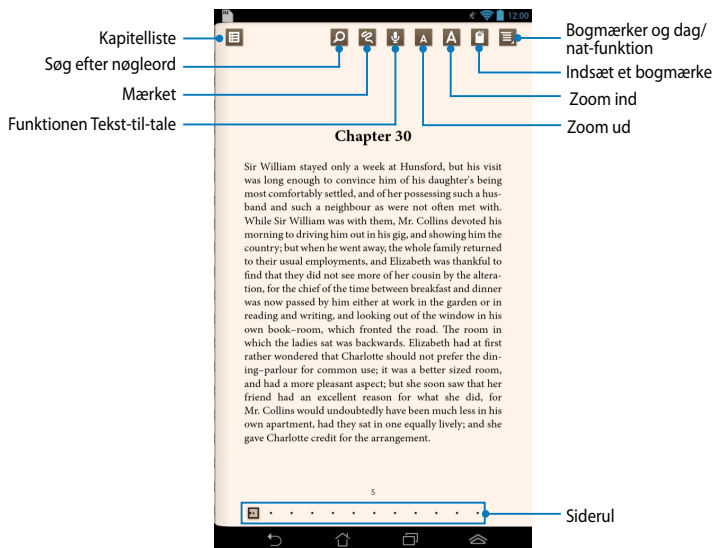 12:00
Kapitelliste
Søg efter nøgleord
Mærket
Funktionen Tekst-til-tale
Bogmærker og dag/
nat-funktion
Indsæt et bogmærke
Zoom ind
Zoom ud
A
A
Chapter 30
Sir William stayed only a week at Hunsford, but his visit
was long enough to convince him of his daughter's being
most comfortably settled, and of her possessing such a hus-
band and such a neighbour as were not often met with.
While Sir William was with them, Mr. Collins devoted his
morning to driving him out in his gig, and showing him the
country; but when he went away, the whole family returned
to their usual employments, and Elizabeth was thankful to
find that they did not see more of her cousin by the altera-
tion, for the chief of the time between breakfast and dinner
was now passed by him either at work in the garden or in
reading and writing, and looking out of the window in his
own book–room, which fronted the road. The room in
which the ladies sat was backwards. Elizabeth had at first
rather wondered that Charlotte should not prefer the din-
ing–parlour for common use; it was a better sized room,
and had a more pleasant aspect; but she soon saw that her
friend had an excellent reason for what she did, for
Mr. Collins would undoubtedly have been much less in his
own apartment, had they sat in one equally lively; and she
gave Charlotte credit for the arrangement.
5
Siderul